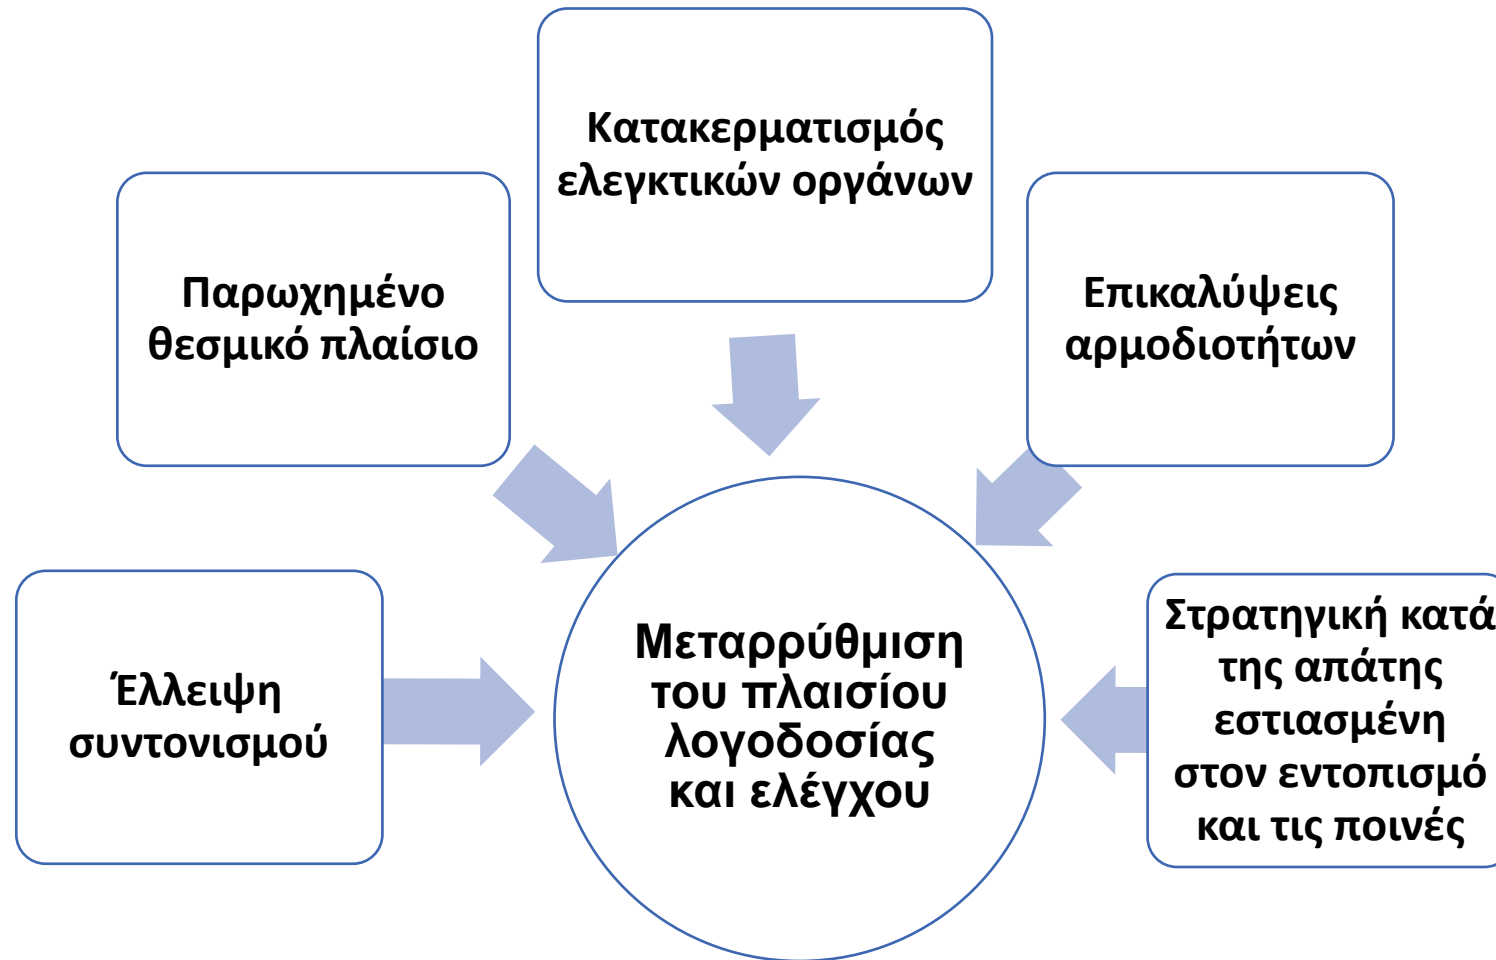 Κατακερματισμός
ελεγκτικών οργάνων
Παρωχημένο
θεσμικό πλαίσιο
Επικαλύψεις
αρμοδιοτήτων
Έλλειψη
συντονισμού
Μεταρρύθμιση
του πλαισίου
λογοδοσίας
και ελέγχου
Στρατηγική κατά
της απάτης
εστιασμένη
στον εντοπισμό
και τις ποινές